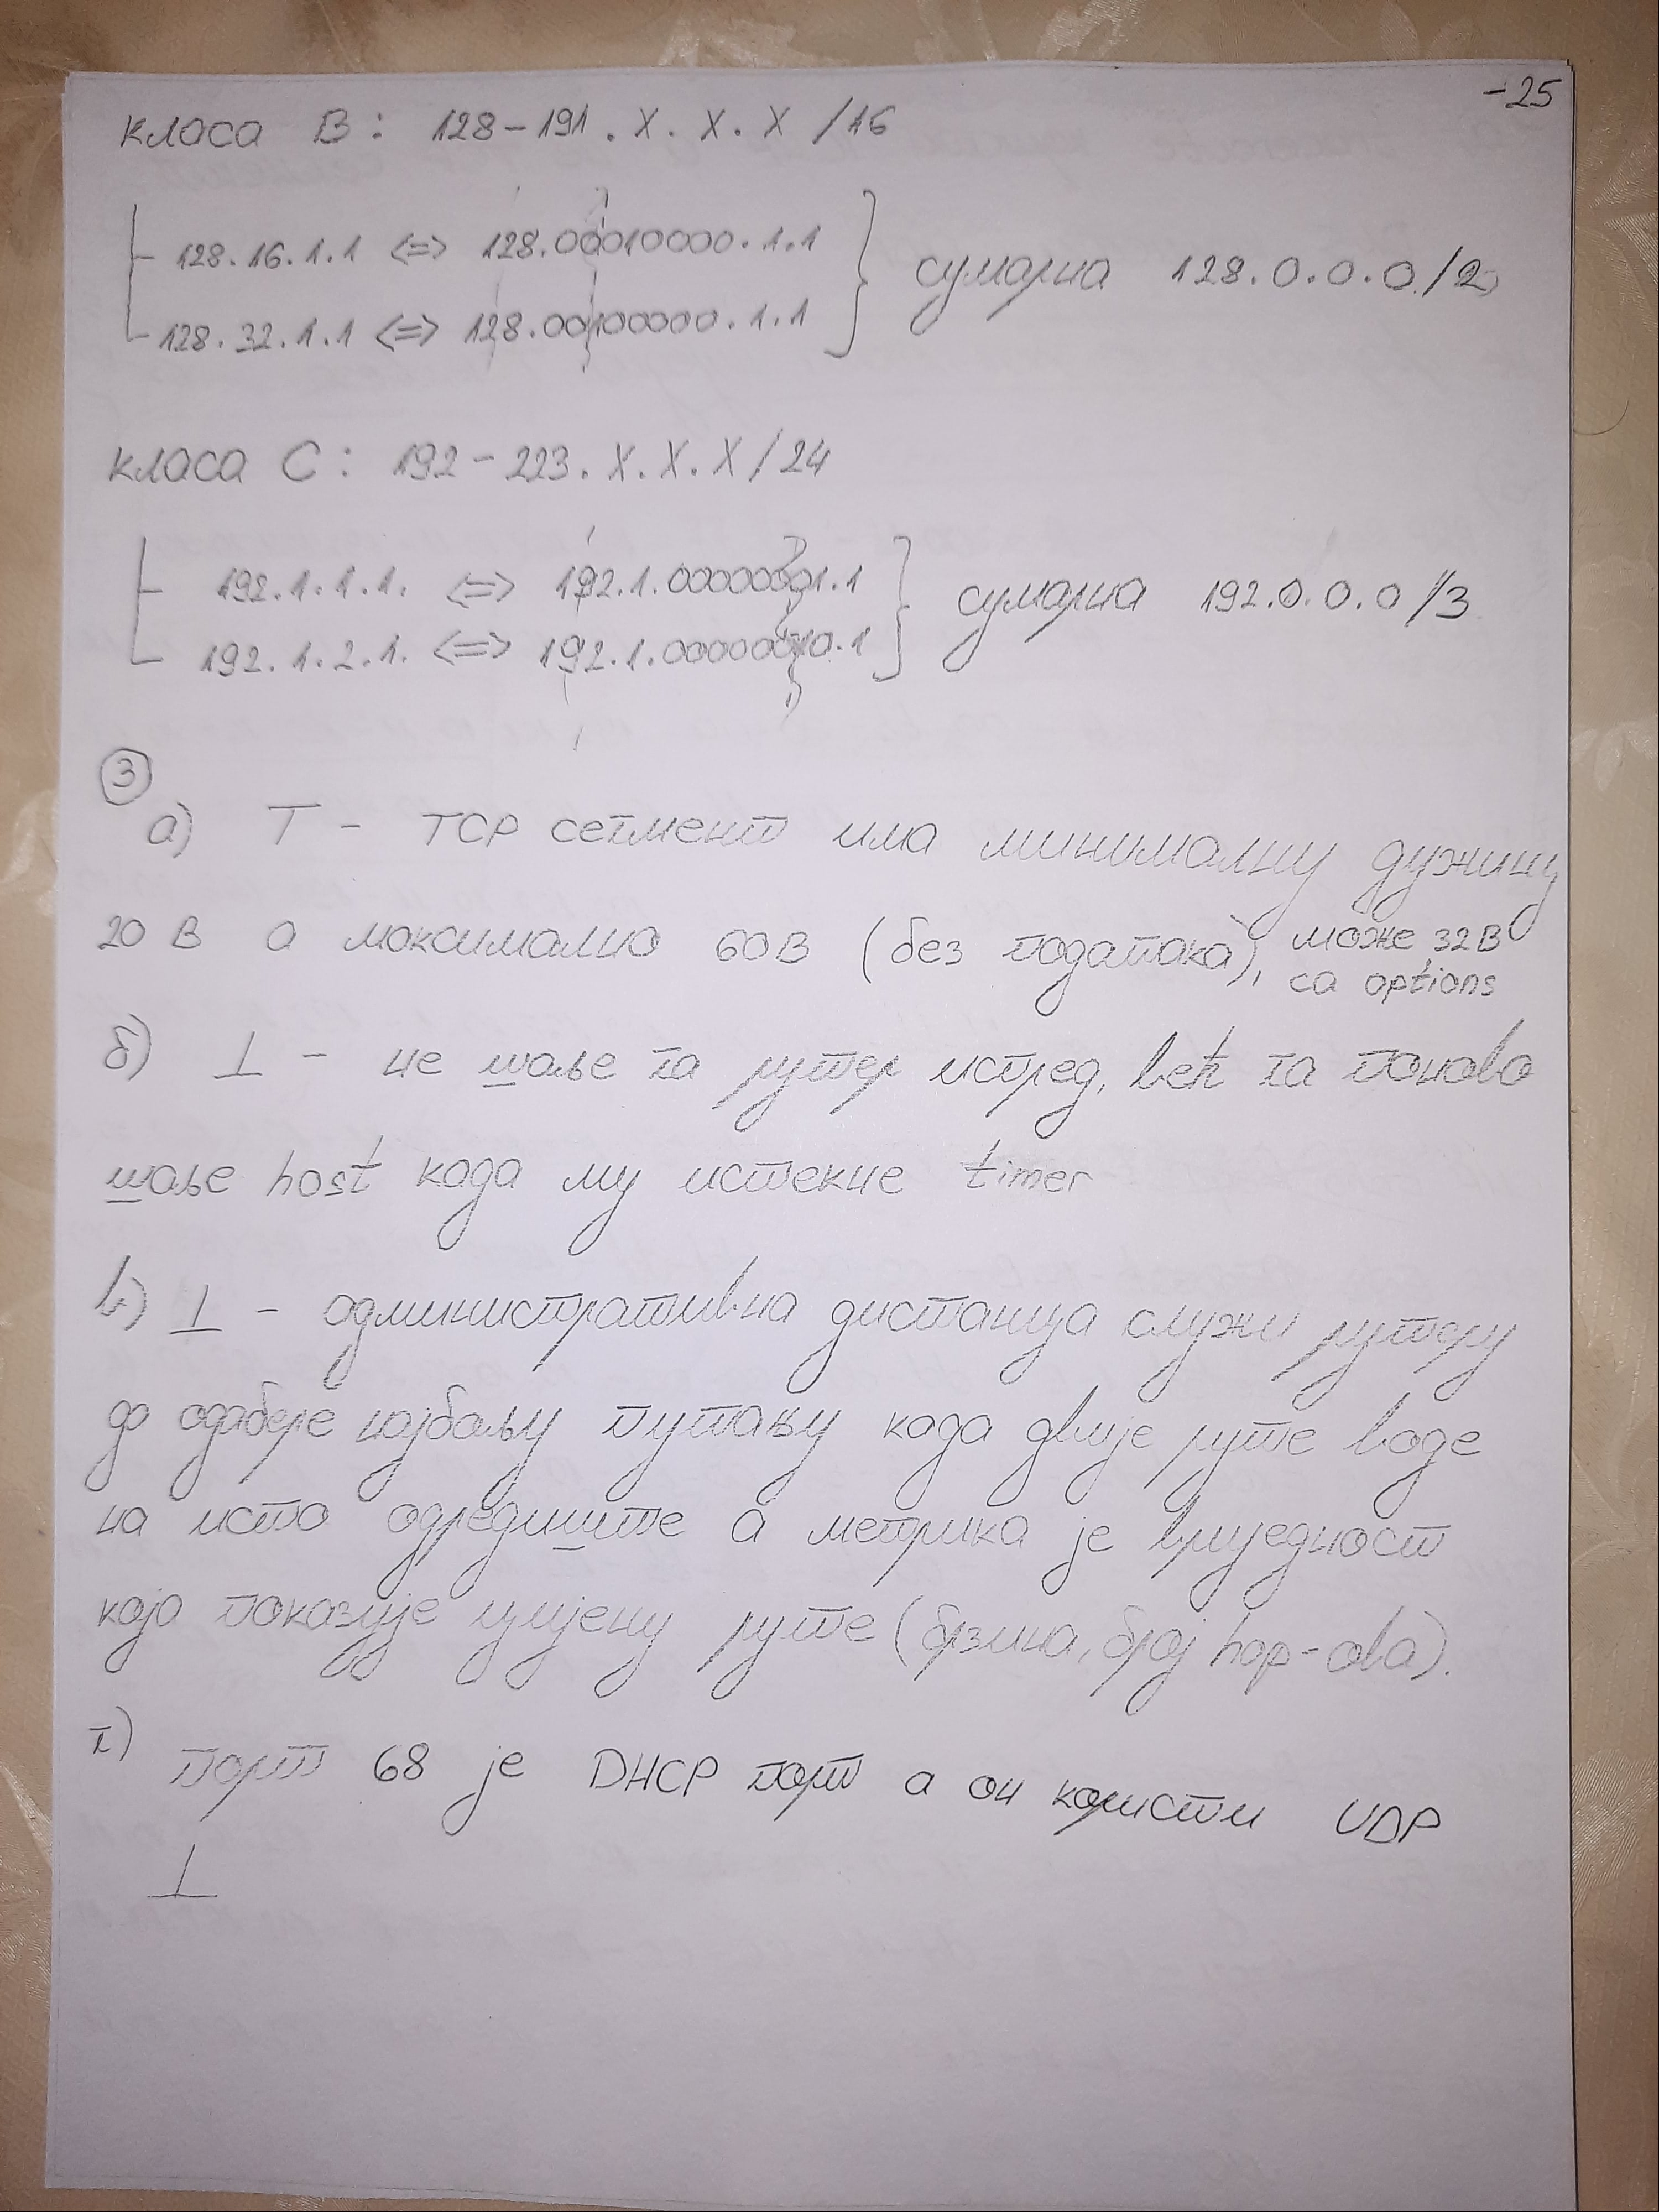 -25
класа B: 128-191.X.X.X /16
128.16.1.1 <=> 128.00010000.1.1
сумарна 128.0.0.0/2
128.32.1.1 <=> 128.00100000.1.1
класа C: 192-223.X.X.X/24
192.1.1.1. <=> 192.1.00000001.1
сумарна 192.0.0.0/3
192.1.2.1. <=> 192.1.00000010.1
3
а) Т - TCP сегмент има минималну дужину
20 B а максимално 60B (без података), може 32B
са options
б) ⊥ - не шаље га рутер испред, већ га поново
шаље host када му истекне timer
в) ⊥ - административна дистанца служи рутеру
да одабере најбољу путању када двије руте воде
на исто одредиште а метрика је вриједност
која показује цијену руте (брзина, број hop-ова).
г) порт 68 је DHCP порт а он користи UDP
⊥